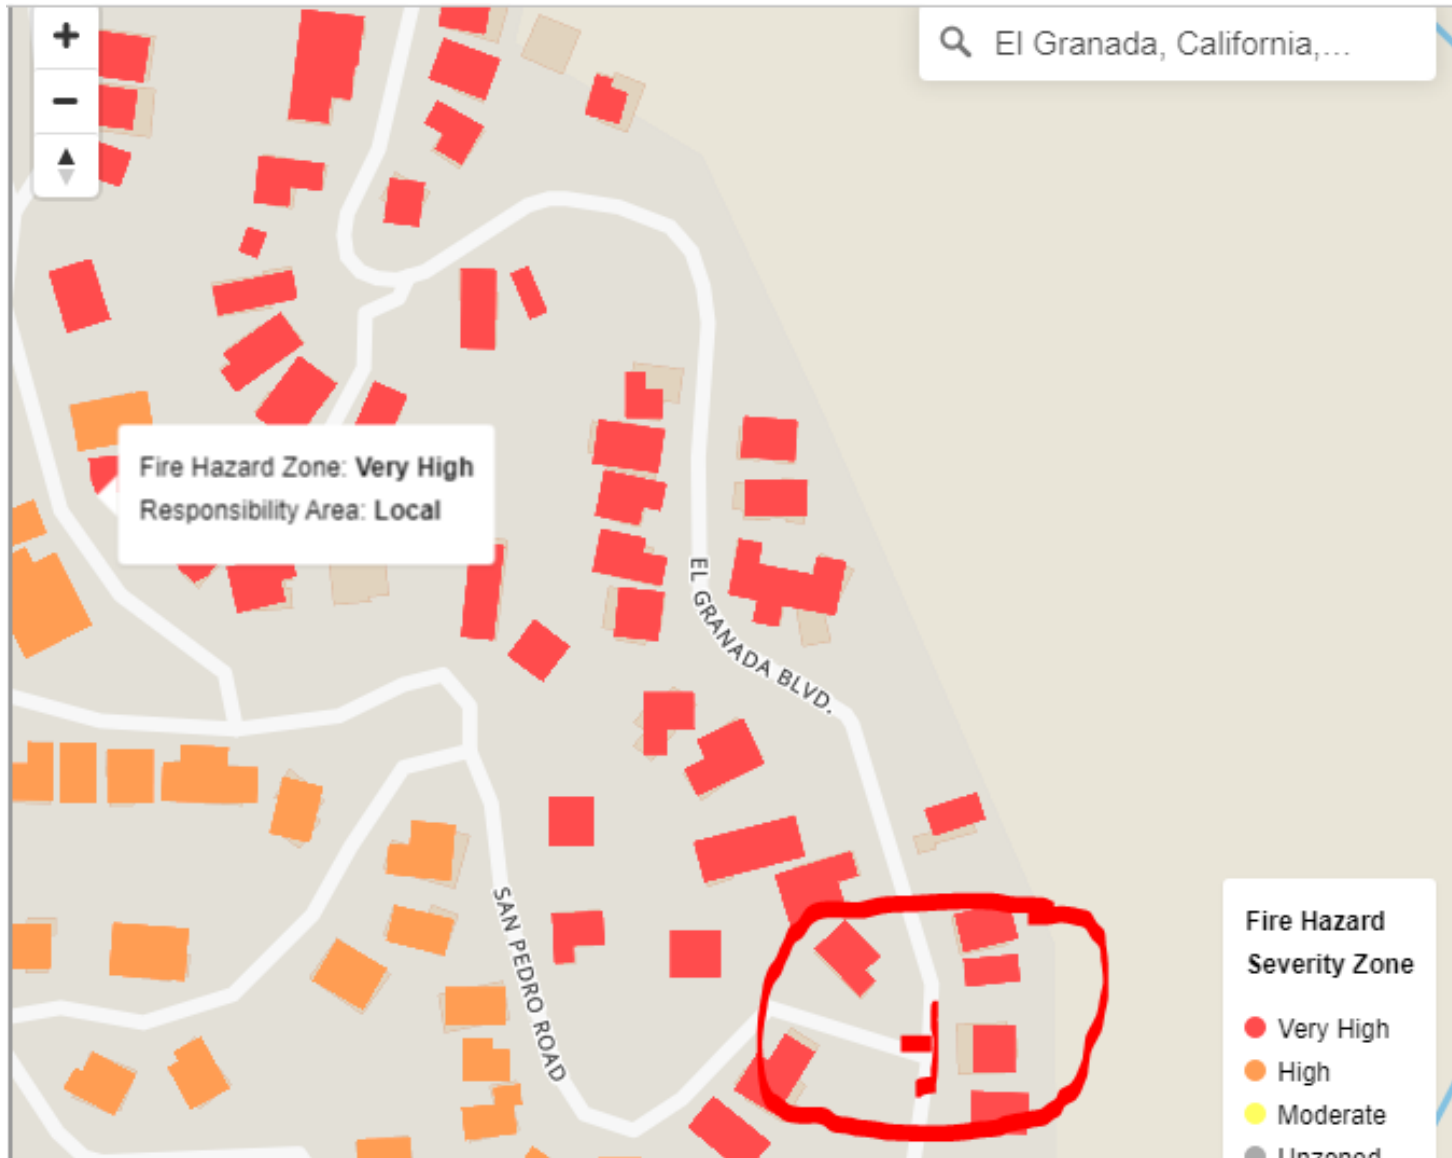 El Granada, California,...
Fire Hazard Zone: Very High
Responsibility Area: Local
EL GRANADA BLVD.
SAN PEDRO ROAD
Fire Hazard
Severity Zone
Very High
High
Moderate
Unzoned